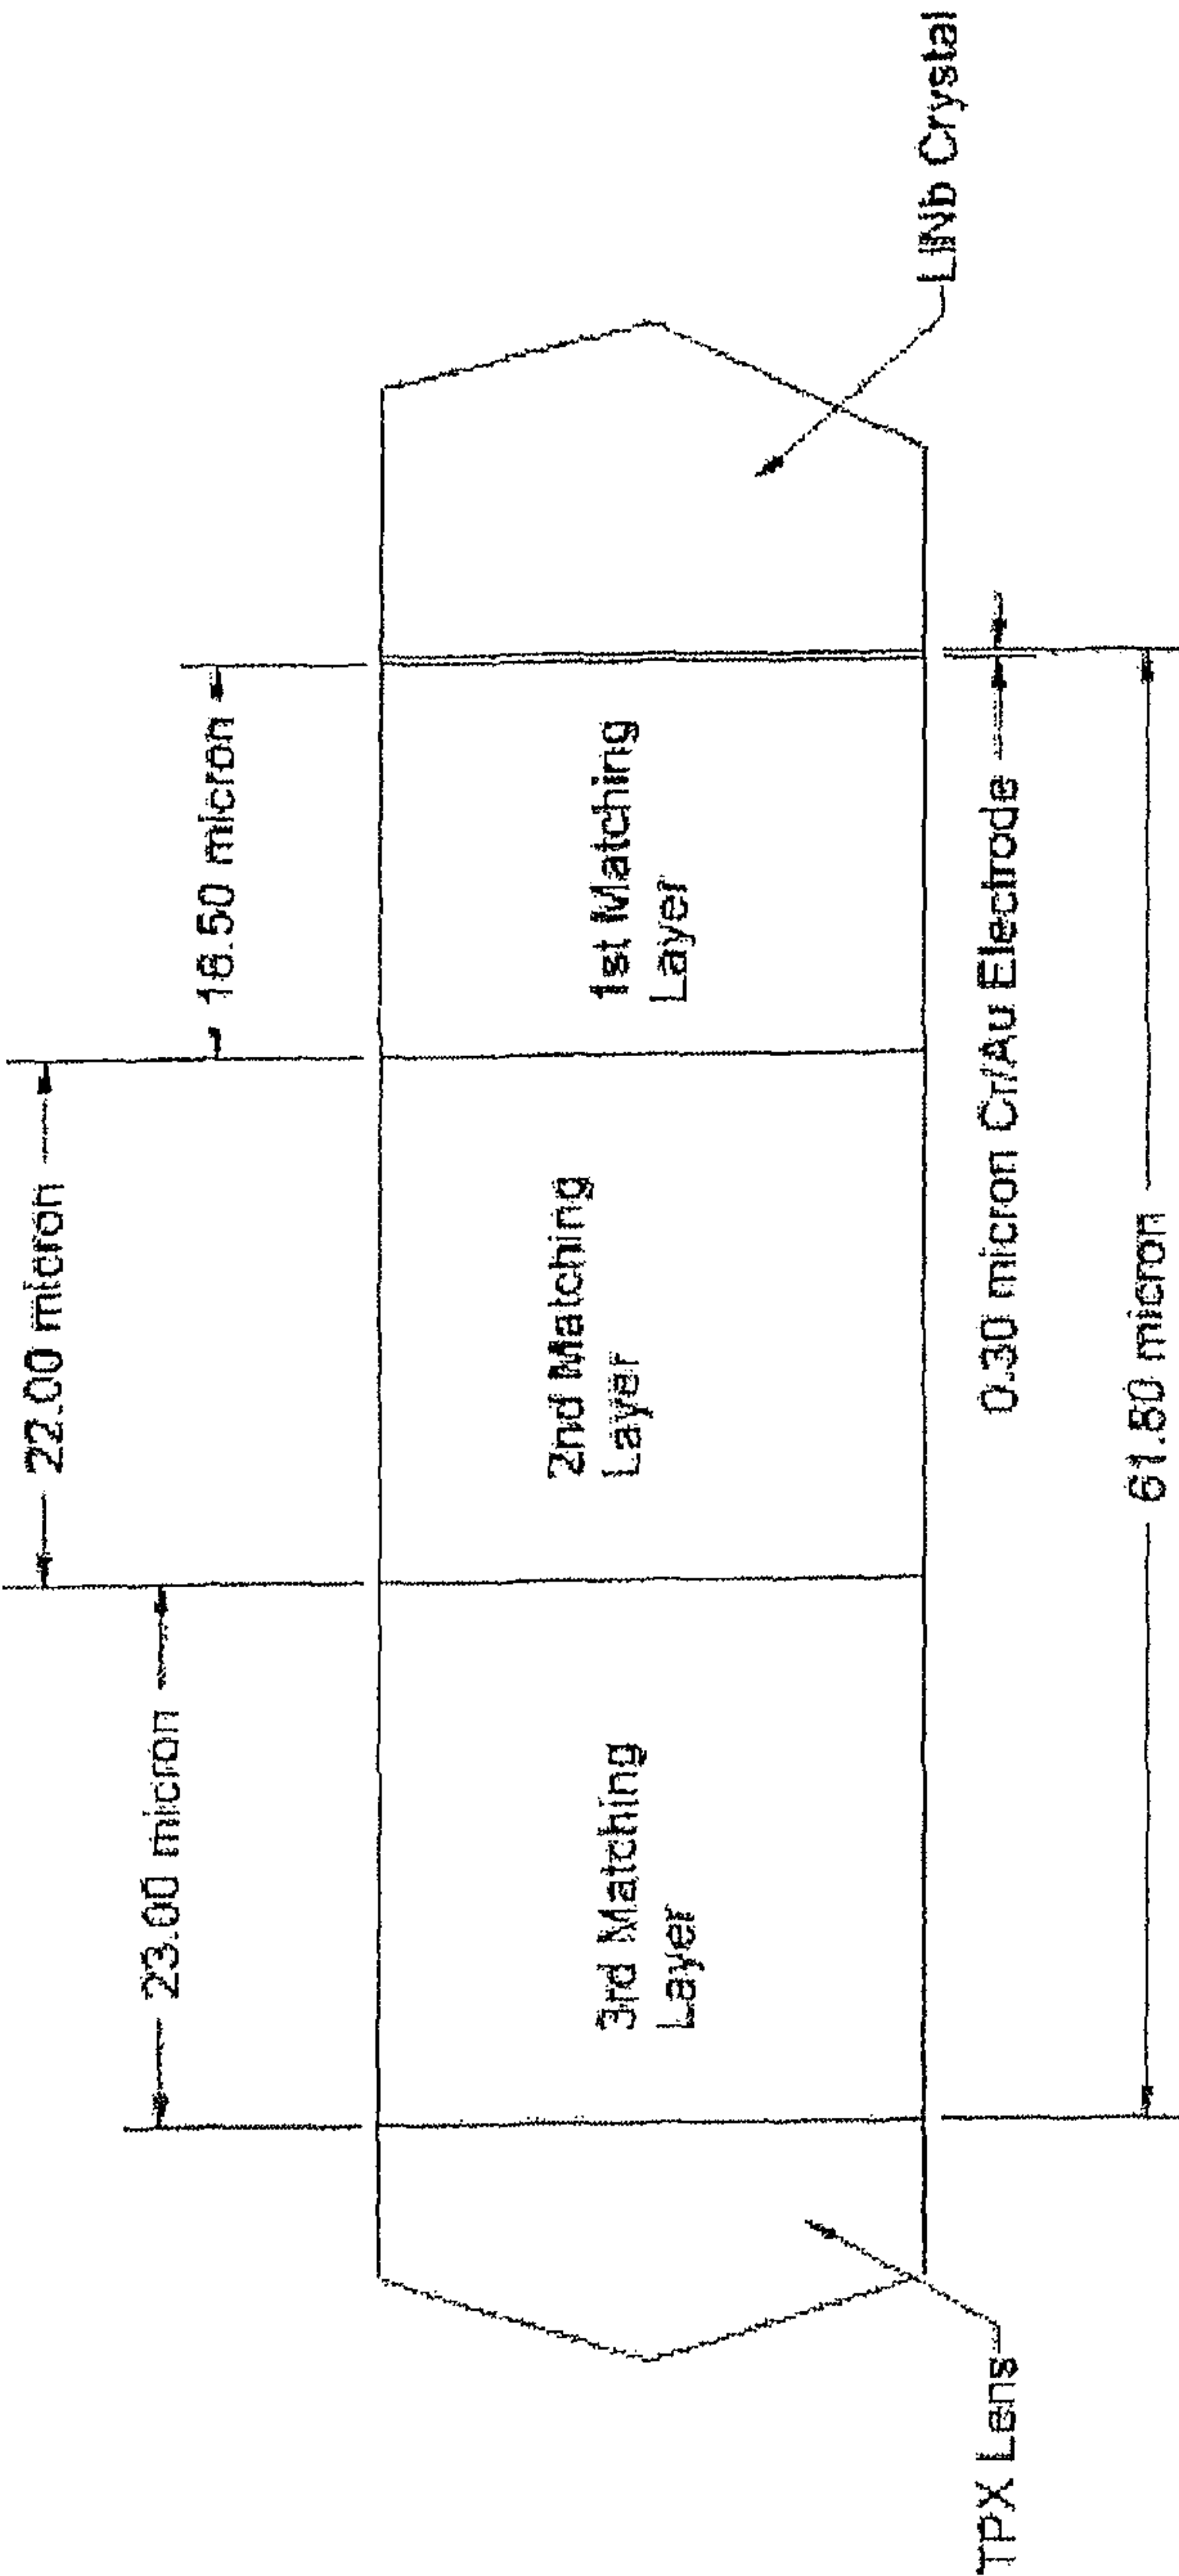 22.00 micron
23.00 micron
16.50 micron
3rd Matching
Layer
2nd Matching
Layer
1st Matching
Layer
TPX Lens
0.30 micron Cr/Au Electrode
LiNb Crystal
61.80 micron